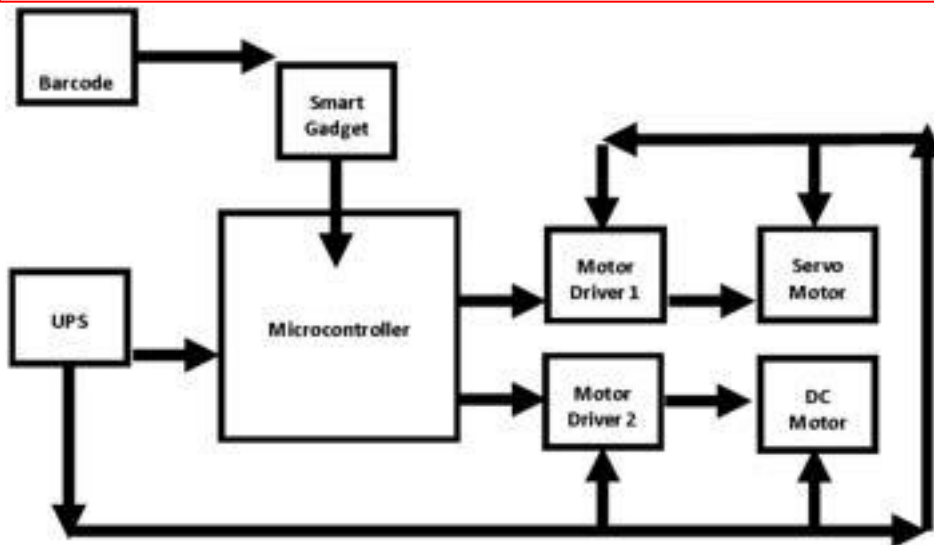 Barcode
Smart
Gadget
Motor
Driver 1
Servo
Motor
UPS
Microcontroller
Motor
Driver 2
DC
Motor